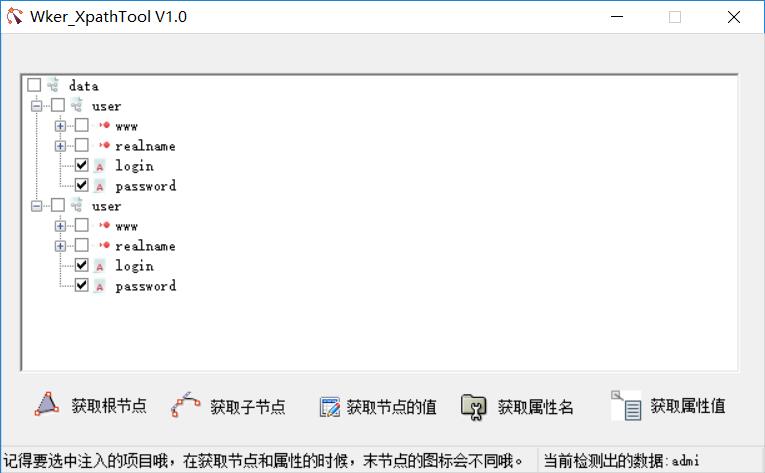 Wker_XpathTool V1.0
data
user
www
realname
login
password
user
www
realname
login
password
获取根节点 获取子节点 获取节点的值 获取属性名 获取属性值
记得要选中注入的项目哦，在获取节点和属性的时候，末节点的图标会不同哦。 当前检测出的数据:admi